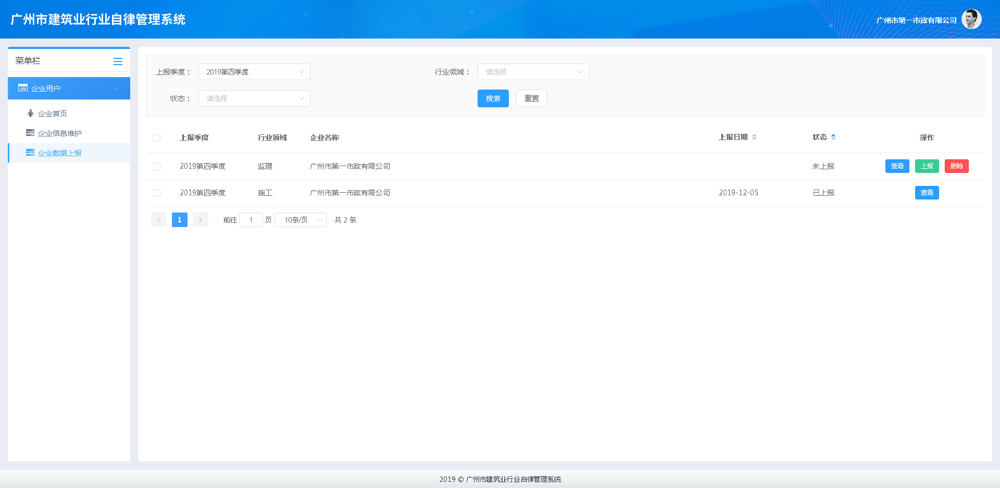 广州市建筑业行业自律管理系统
广州市第一市政有限公司
菜单栏
企业用户
企业首页
企业信息维护
企业数据上报
上报季度： 2019第四季度 行业领域： 请选择
状态： 请选择 搜索 重置
上报季度 行业领域 企业名称 上报日期 状态 操作
2019第四季度 监理 广州市第一市政有限公司 未上报 查看 上报 删除
2019第四季度 施工 广州市第一市政有限公司 2019-12-05 已上报 查看
1 前往 1 页 10条/页 共 2 条
2019 © 广州市建筑业行业自律管理系统